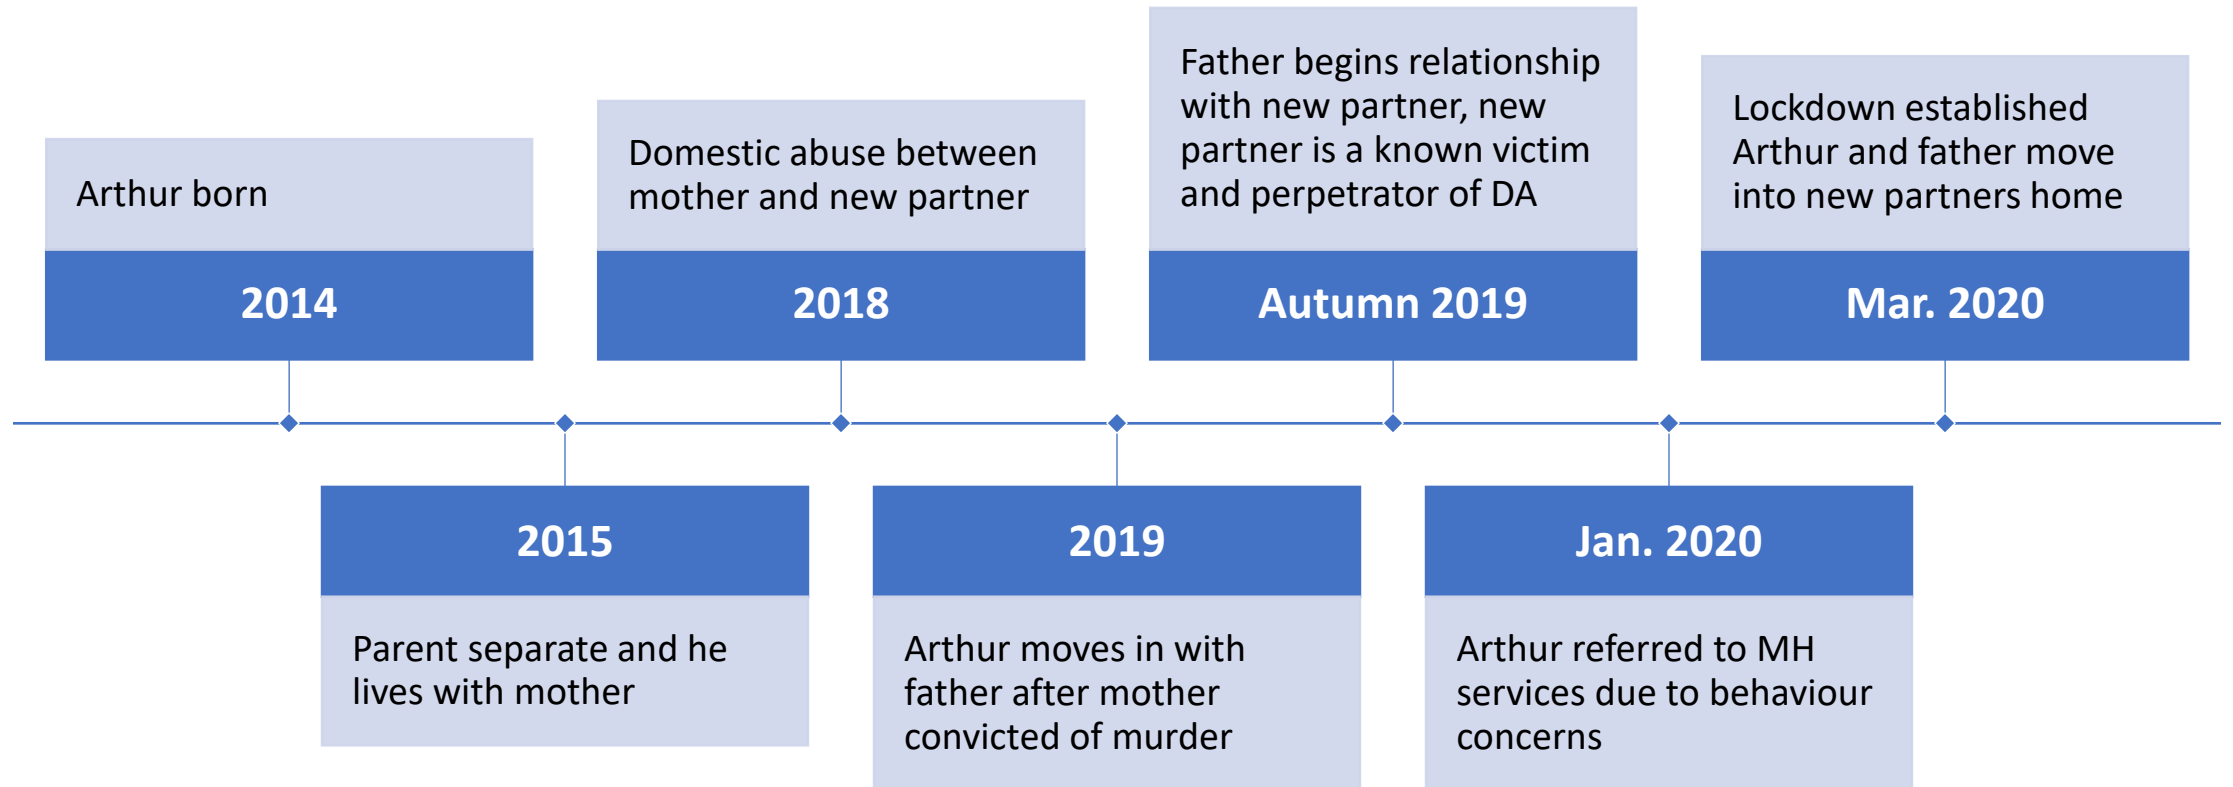 Arthur born
2014
Parent separate and he
lives with mother
2015
Domestic abuse between
mother and new partner
2018
Arthur moves in with
father after mother
convicted of murder
2019
Father begins relationship
with new partner, new
partner is a known victim
and perpetrator of DA
Autumn 2019
Arthur referred to MH
services due to behaviour
concerns
Jan. 2020
Lockdown established
Arthur and father move
into new partners home
Mar. 2020